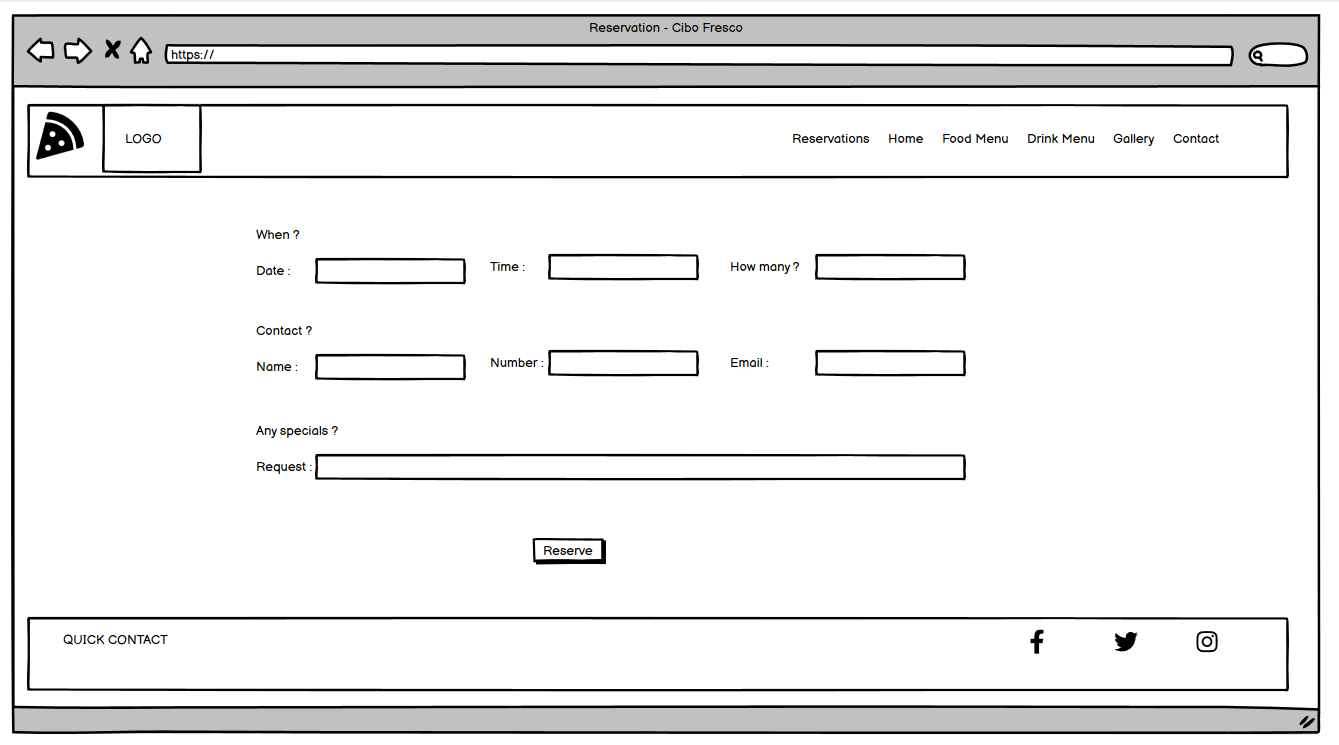 Reservation - Cibo Fresco
https://
LOGO
Reservations Home Food Menu Drink Menu Gallery Contact
When ?
Date : Time : How many ?
Contact ?
Name : Number : Email :
Any specials ?
Request :
Reserve
QUICK CONTACT